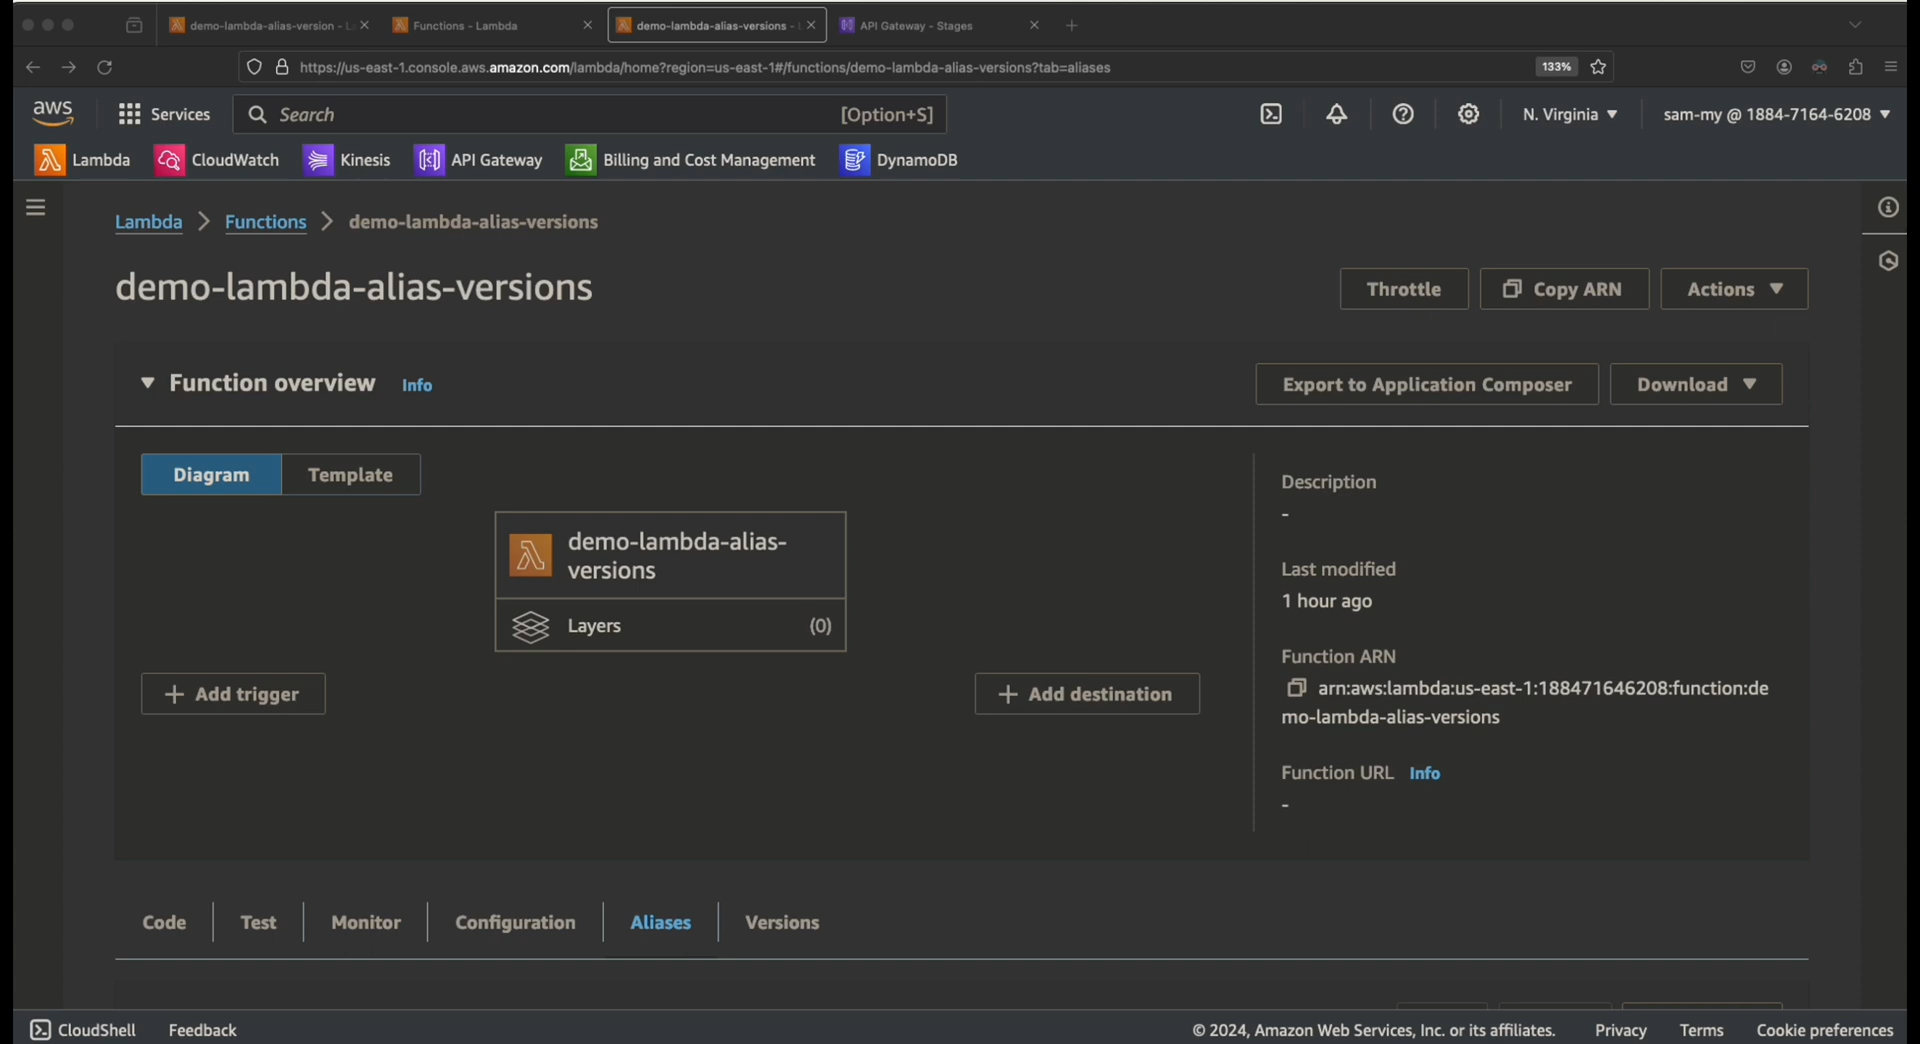 demo-lambda-alias-version - L
Functions - Lambda
demo-lambda-alias-versions -
API Gateway - Stages
https://us-east-1.console.aws.amazon.com/lambda/home?region=us-east-1#/functions/demo-lambda-alias-versions?tab=aliases
133%
aws
Services
Search
[Option+S]
N. Virginia
sam-my @ 1884-7164-6208
Lambda
CloudWatch
Kinesis
API Gateway
Billing and Cost Management
DynamoDB
Lambda
Functions
demo-lambda-alias-versions
demo-lambda-alias-versions
Throttle
Copy ARN
Actions
Function overview
Info
Export to Application Composer
Download
Diagram
Template
demo-lambda-alias-
versions
Layers
(0)
Add trigger
Add destination
Description
-
Last modified
1 hour ago
Function ARN
arn:aws:lambda:us-east-1:188471646208:function:de
mo-lambda-alias-versions
Function URL
Info
-
Code
Test
Monitor
Configuration
Aliases
Versions
CloudShell
Feedback
© 2024, Amazon Web Services, Inc. or its affiliates.
Privacy
Terms
Cookie preferences